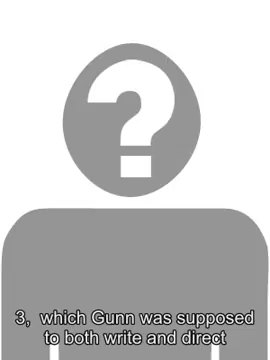 ?
3, which Gunn was supposed
to both write and direct